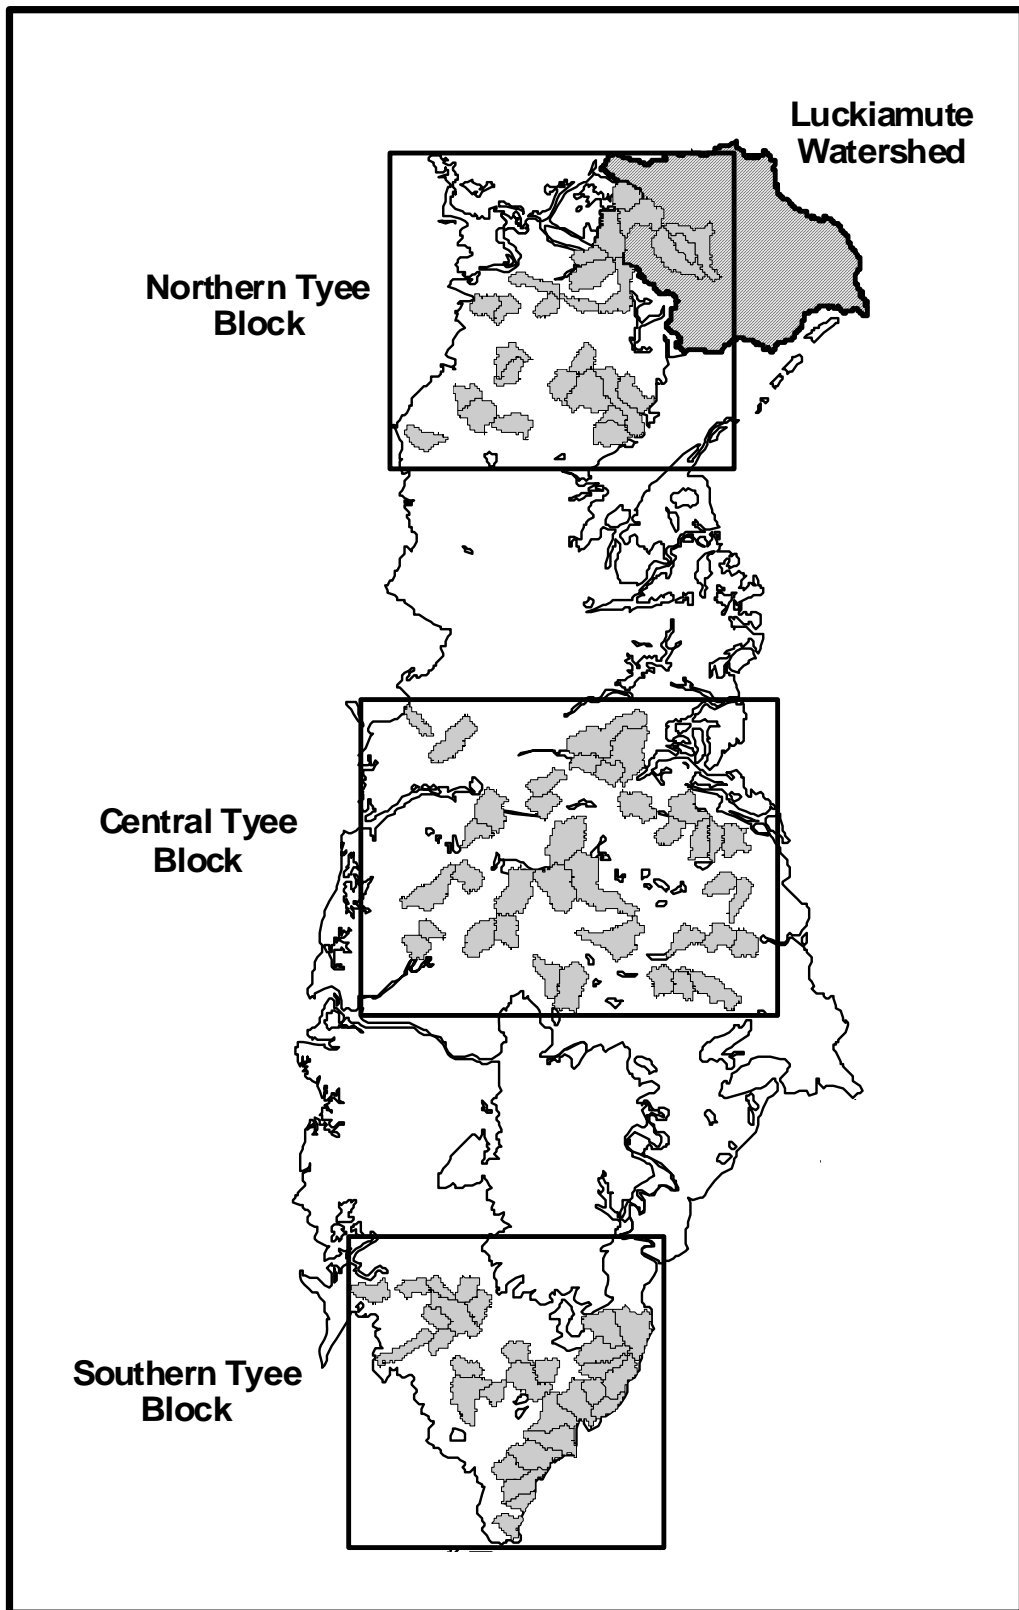 Luckiamute
Watershed
Northern Tyee
Block
Central Tyee
Block
Southern Tyee
Block